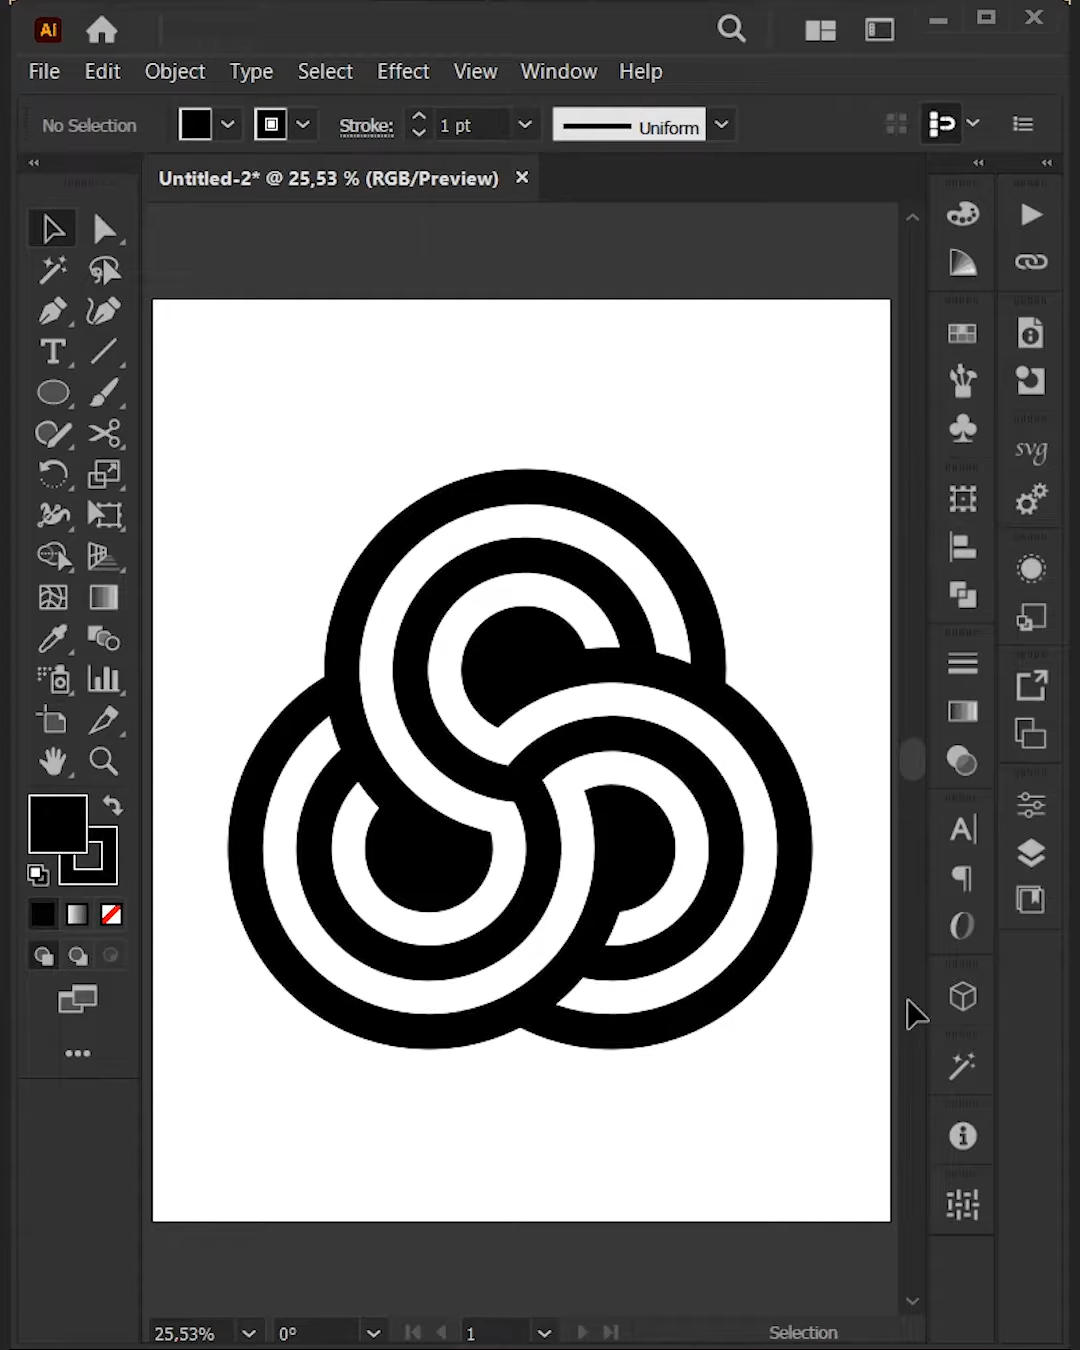 Ai
File Edit Object Type Select Effect View Window Help
No Selection Stroke: 1 pt Uniform
Untitled-2* @ 25,53 % (RGB/Preview)
svg
25,53% 0° 1 Selection